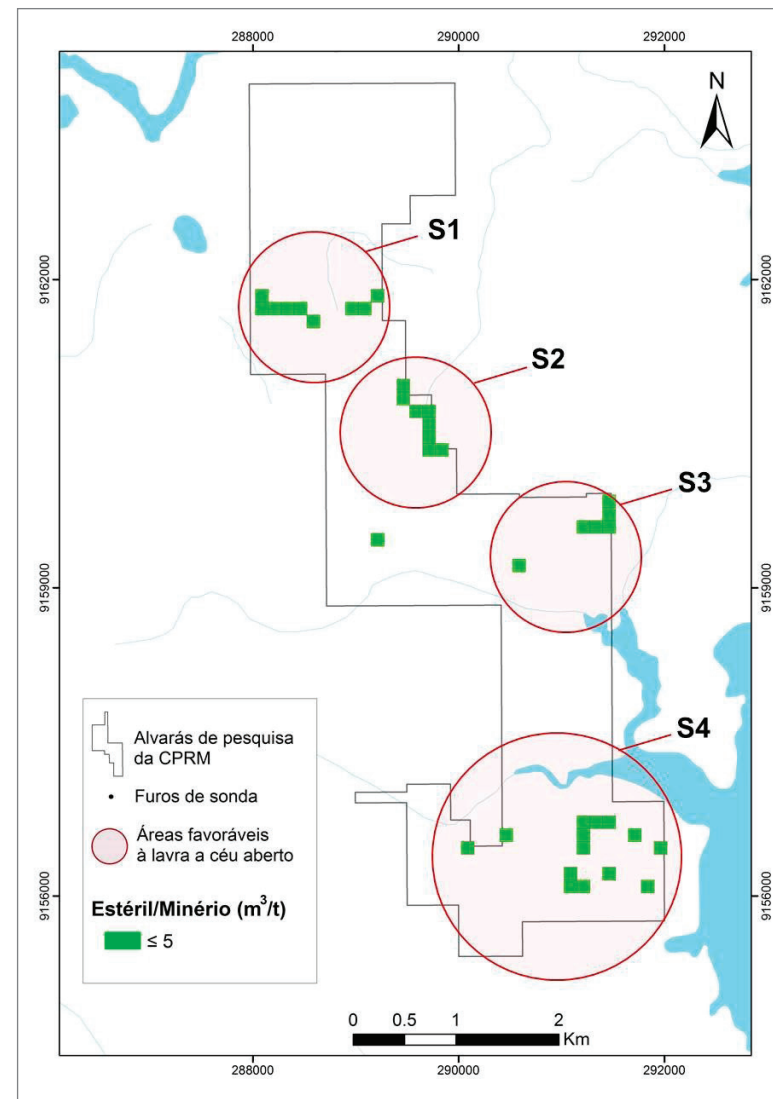 288000
290000
292000
N
S1
9162000
9162000
S2
S3
9159000
9159000
S4
Alvarás de pesquisa
da CPRM
Furos de sonda
Áreas favoráveis
à lavra a céu aberto
9156000
9156000
Estéril/Minério (m³/t)
≤ 5
0 0.5 1 2
Km
288000
290000
292000